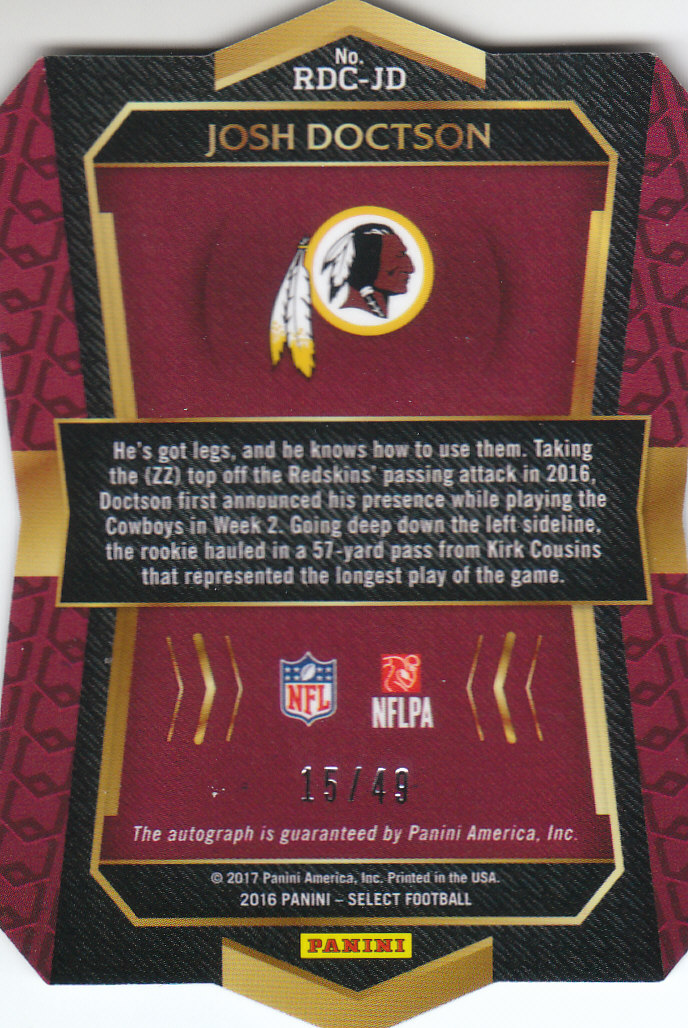 No.
RDC-JD
JOSH DOCTSON
He's got legs, and he knows how to use them. Taking
the (ZZ) top off the Redskins' passing attack in 2016,
Doctson first announced his presence while playing the
Cowboys in Week 2. Going deep down the left sideline,
the rookie hauled in a 57-yard pass from Kirk Cousins
that represented the longest play of the game.
NFL
NFLPA
15/49
The autograph is guaranteed by Panini America, Inc.
© 2017 Panini America, Inc. Printed in the USA.
2016 PANINI – SELECT FOOTBALL
PANINI